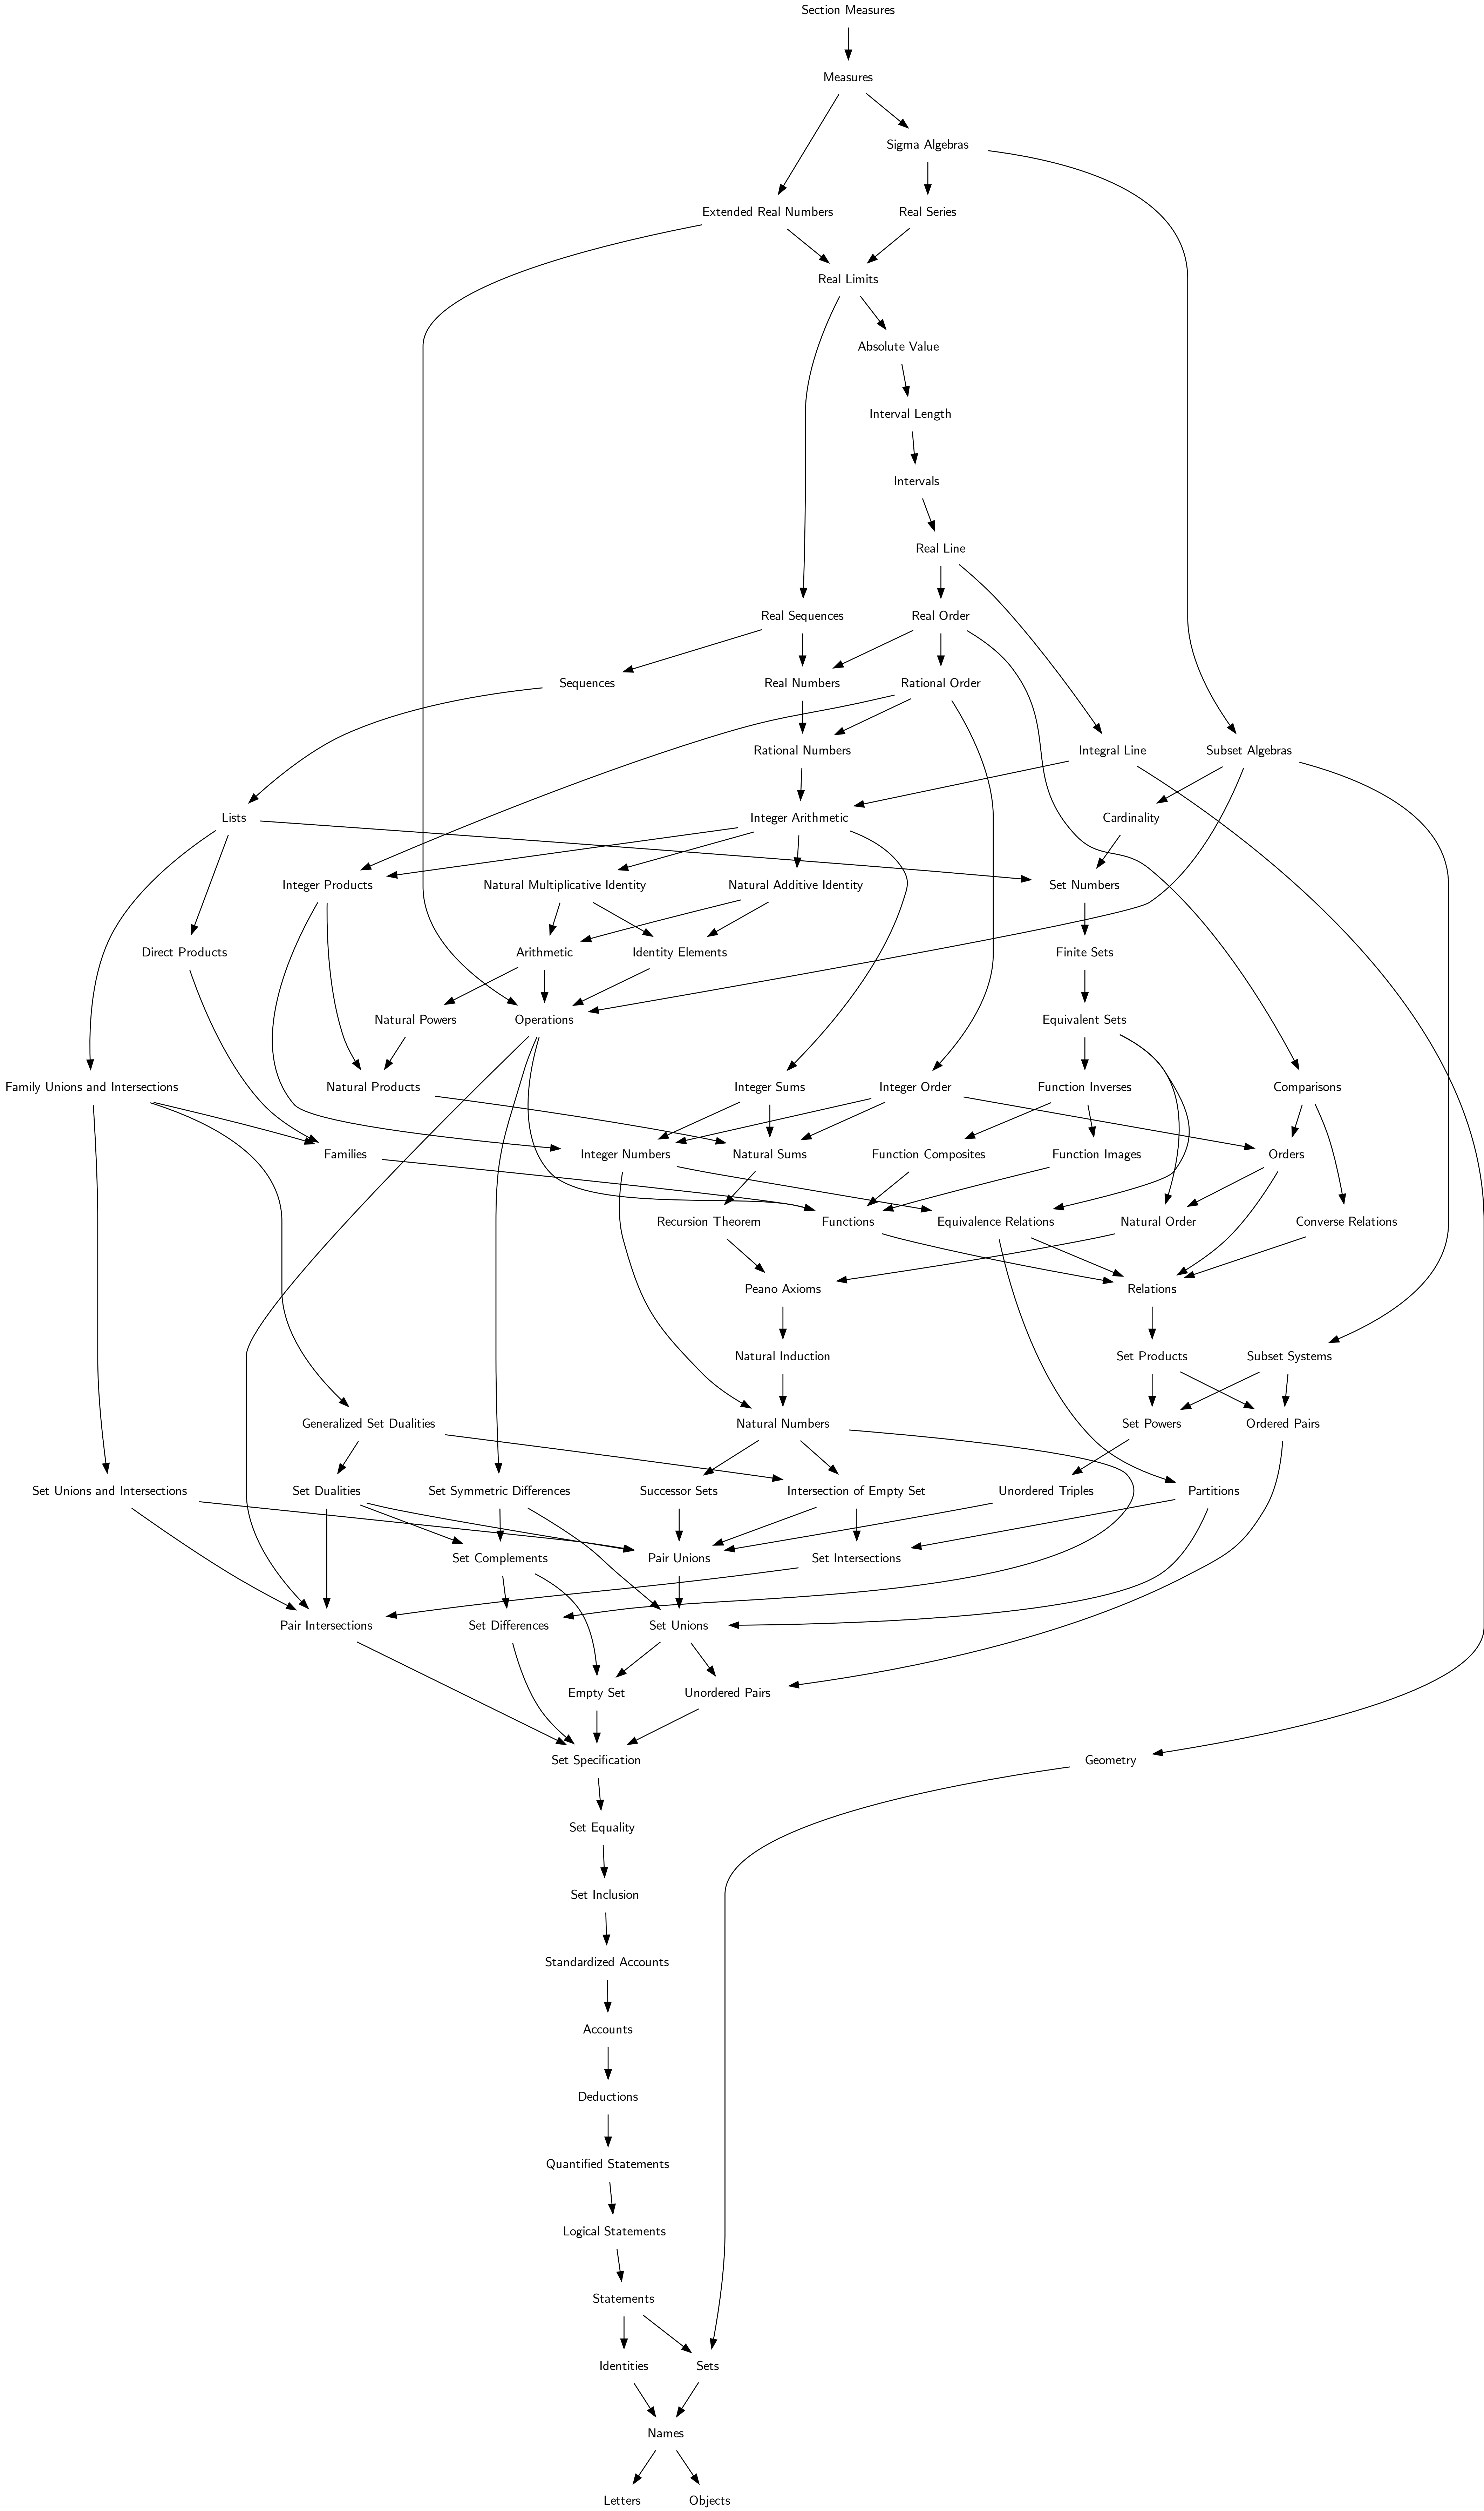 Section Measures
Measures
Sigma Algebras
Extended Real Numbers
Real Series
Real Limits
Absolute Value
Interval Length
Intervals
Real Line
Real Sequences
Real Order
Sequences
Real Numbers
Rational Order
Rational Numbers
Integral Line
Subset Algebras
Lists
Integer Arithmetic
Cardinality
Integer Products
Natural Multiplicative Identity
Natural Additive Identity
Set Numbers
Direct Products
Arithmetic
Identity Elements
Finite Sets
Natural Powers
Operations
Equivalent Sets
Family Unions and Intersections
Natural Products
Integer Sums
Integer Order
Function Inverses
Comparisons
Families
Integer Numbers
Natural Sums
Function Composites
Function Images
Orders
Recursion Theorem
Functions
Equivalence Relations
Natural Order
Converse Relations
Peano Axioms
Relations
Natural Induction
Set Products
Subset Systems
Generalized Set Dualities
Natural Numbers
Set Powers
Ordered Pairs
Set Unions and Intersections
Set Dualities
Set Symmetric Differences
Successor Sets
Intersection of Empty Set
Unordered Triples
Partitions
Set Complements
Pair Unions
Set Intersections
Pair Intersections
Set Differences
Set Unions
Empty Set
Unordered Pairs
Set Specification
Geometry
Set Equality
Set Inclusion
Standardized Accounts
Accounts
Deductions
Quantified Statements
Logical Statements
Statements
Identities
Sets
Names
Letters
Objects